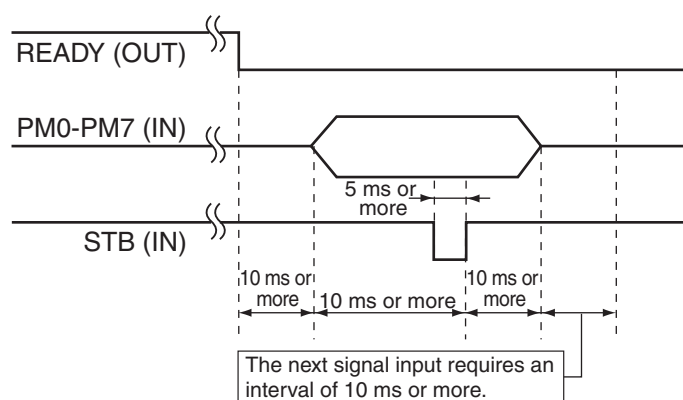 READY (OUT)
PM0-PM7 (IN)
5 ms or
more
STB (IN)
10 ms or
more
10 ms or more
10 ms or
more
The next signal input requires an
interval of 10 ms or more.